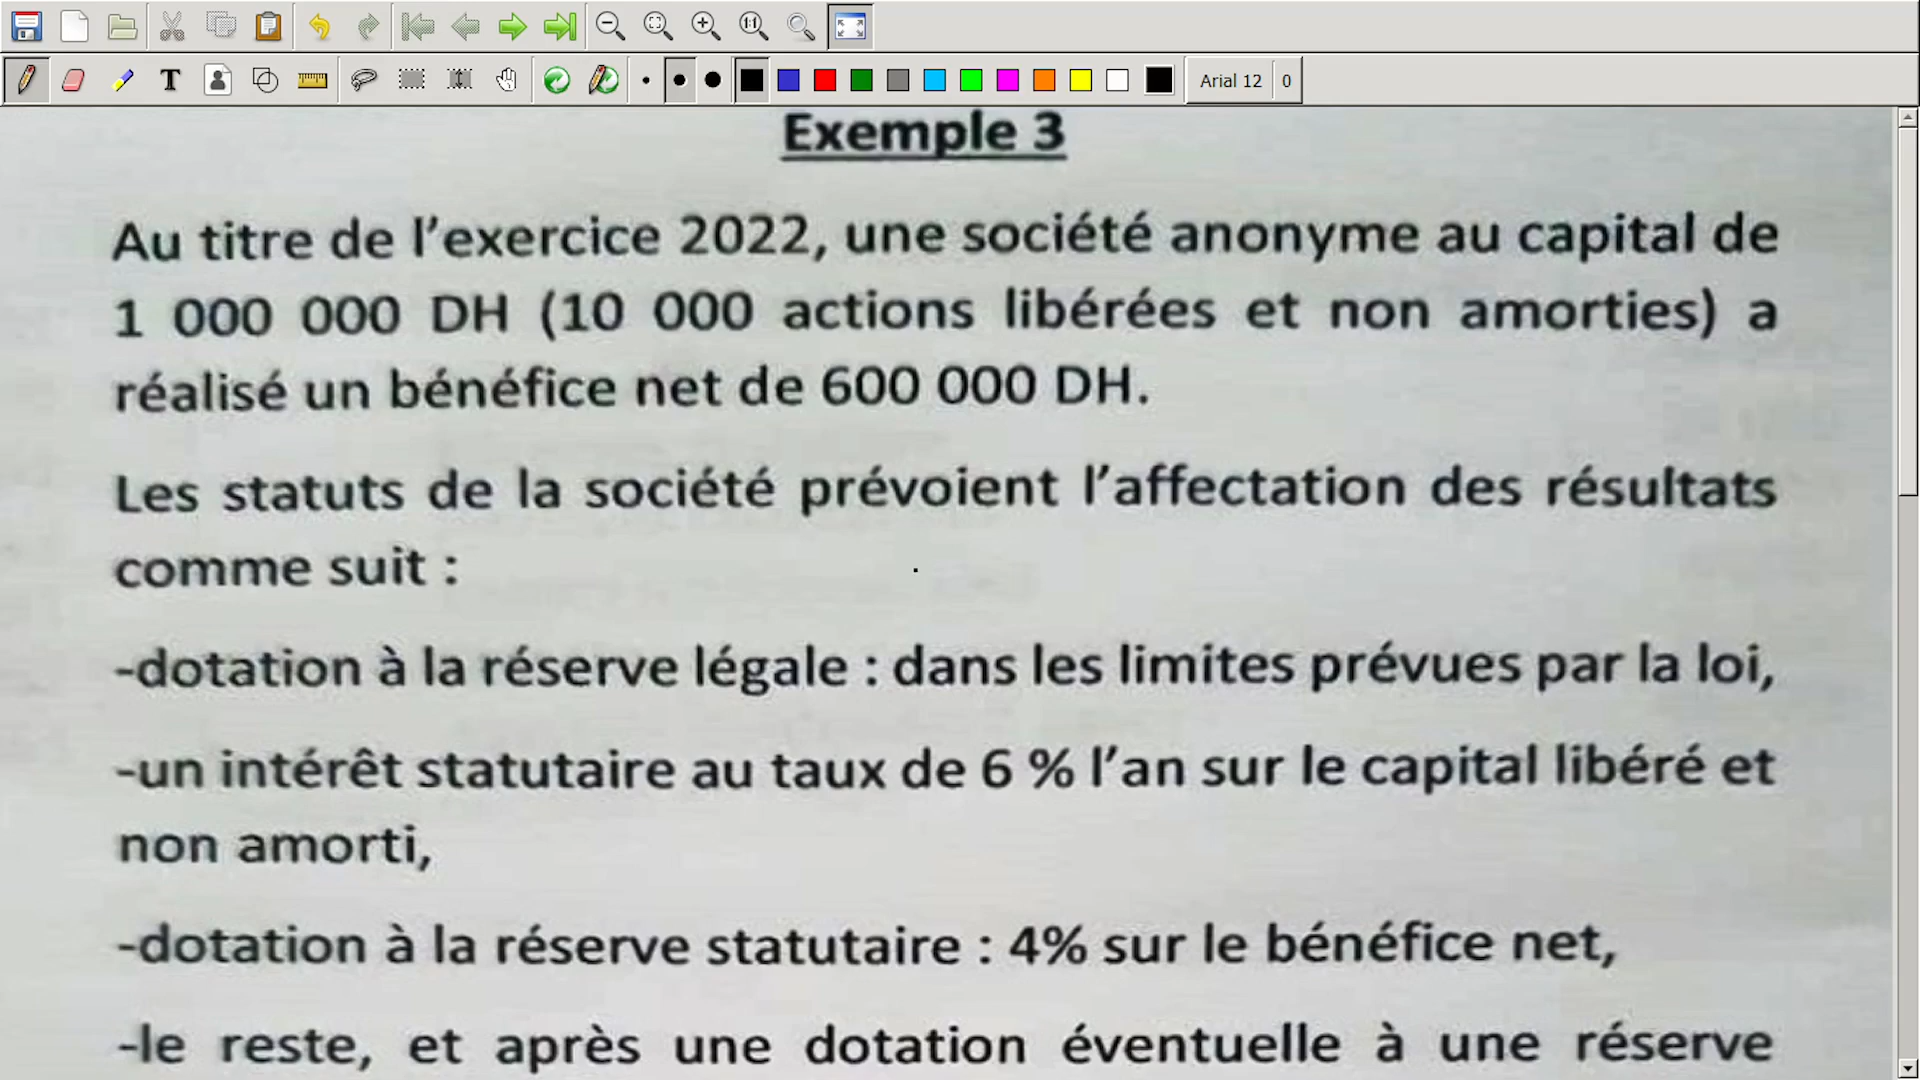 T
1:1
Arial 12
0
Exemple 3
Au titre de l'exercice 2022, une société anonyme au capital de
1 000 000 DH (10 000 actions libérées et non amorties) a
réalisé un bénéfice net de 600 000 DH.
Les statuts de la société prévoient l'affectation des résultats
comme suit :
-dotation à la réserve légale : dans les limites prévues par la loi,
-un intérêt statutaire au taux de 6 % l'an sur le capital libéré et
non amorti,
-dotation à la réserve statutaire : 4% sur le bénéfice net,
-le reste, et après une dotation éventuelle à une réserve